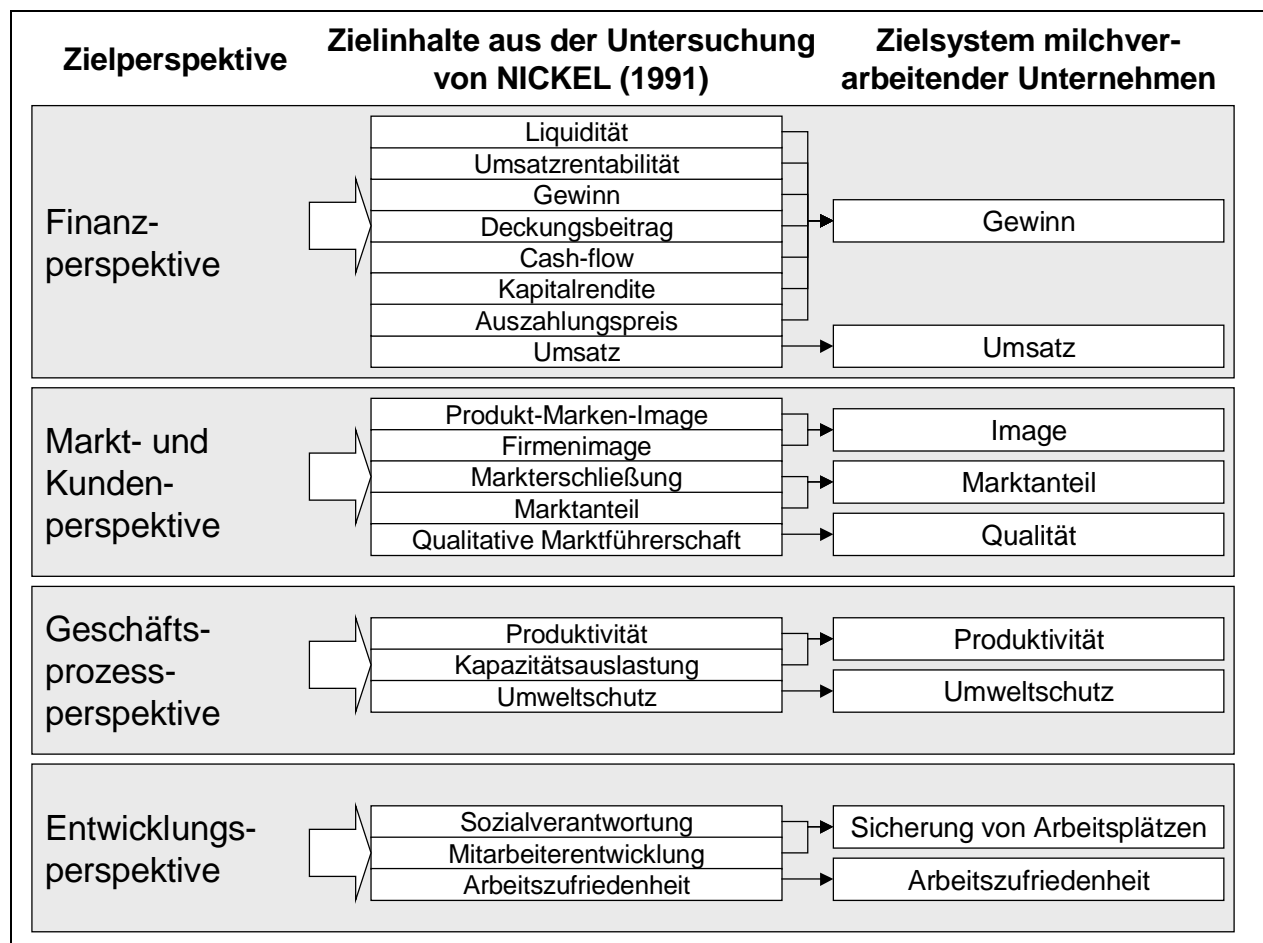 Zielperspektive
Zielinhalte aus der Untersuchung
von NICKEL (1991)
Zielsystem milchver-
arbeitender Unternehmen
Finanz-
perspektive
Liquidität
Umsatzrentabilität
Gewinn
Deckungsbeitrag
Cash-flow
Kapitalrendite
Auszahlungspreis
Umsatz
Gewinn
Umsatz
Markt- und
Kunden-
perspektive
Produkt-Marken-Image
Firmenimage
Markterschließung
Marktanteil
Qualitative Marktführerschaft
Image
Marktanteil
Qualität
Geschäfts-
prozess-
perspektive
Produktivität
Kapazitätsauslastung
Umweltschutz
Produktivität
Umweltschutz
Entwicklungs-
perspektive
Sozialverantwortung
Mitarbeiterentwicklung
Arbeitszufriedenheit
Sicherung von Arbeitsplätzen
Arbeitszufriedenheit